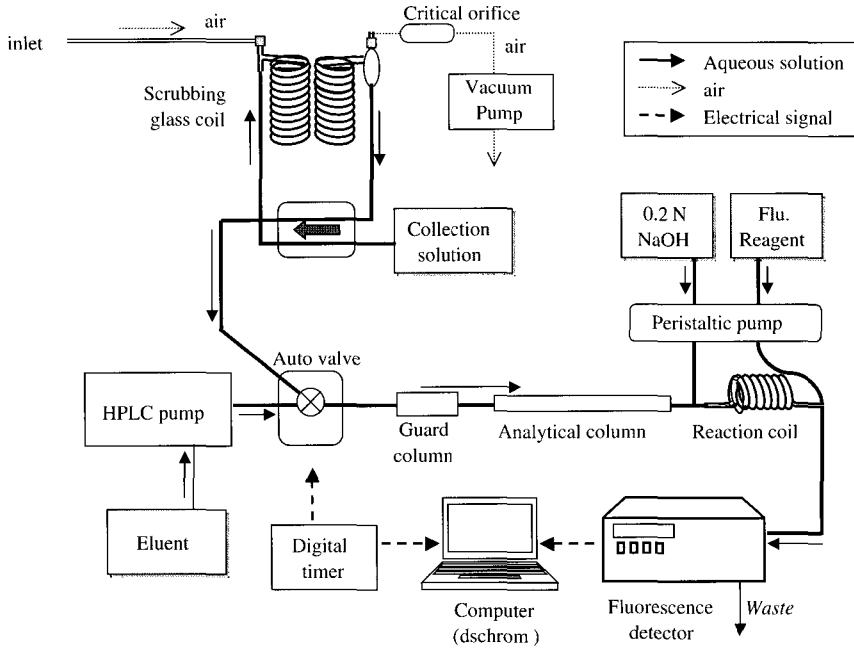 inlet
air
Critical orifice
air
Vacuum
Pump
Scrubbing
glass coil
Aqueous solution
air
Electrical signal
Collection
solution
0.2 N
NaOH
Flu.
Reagent
Peristaltic pump
Auto valve
HPLC pump
Guard
column
Analytical column
Reaction coil
Eluent
Digital
timer
Computer
(dschrom )
Fluorescence
detector
Waste